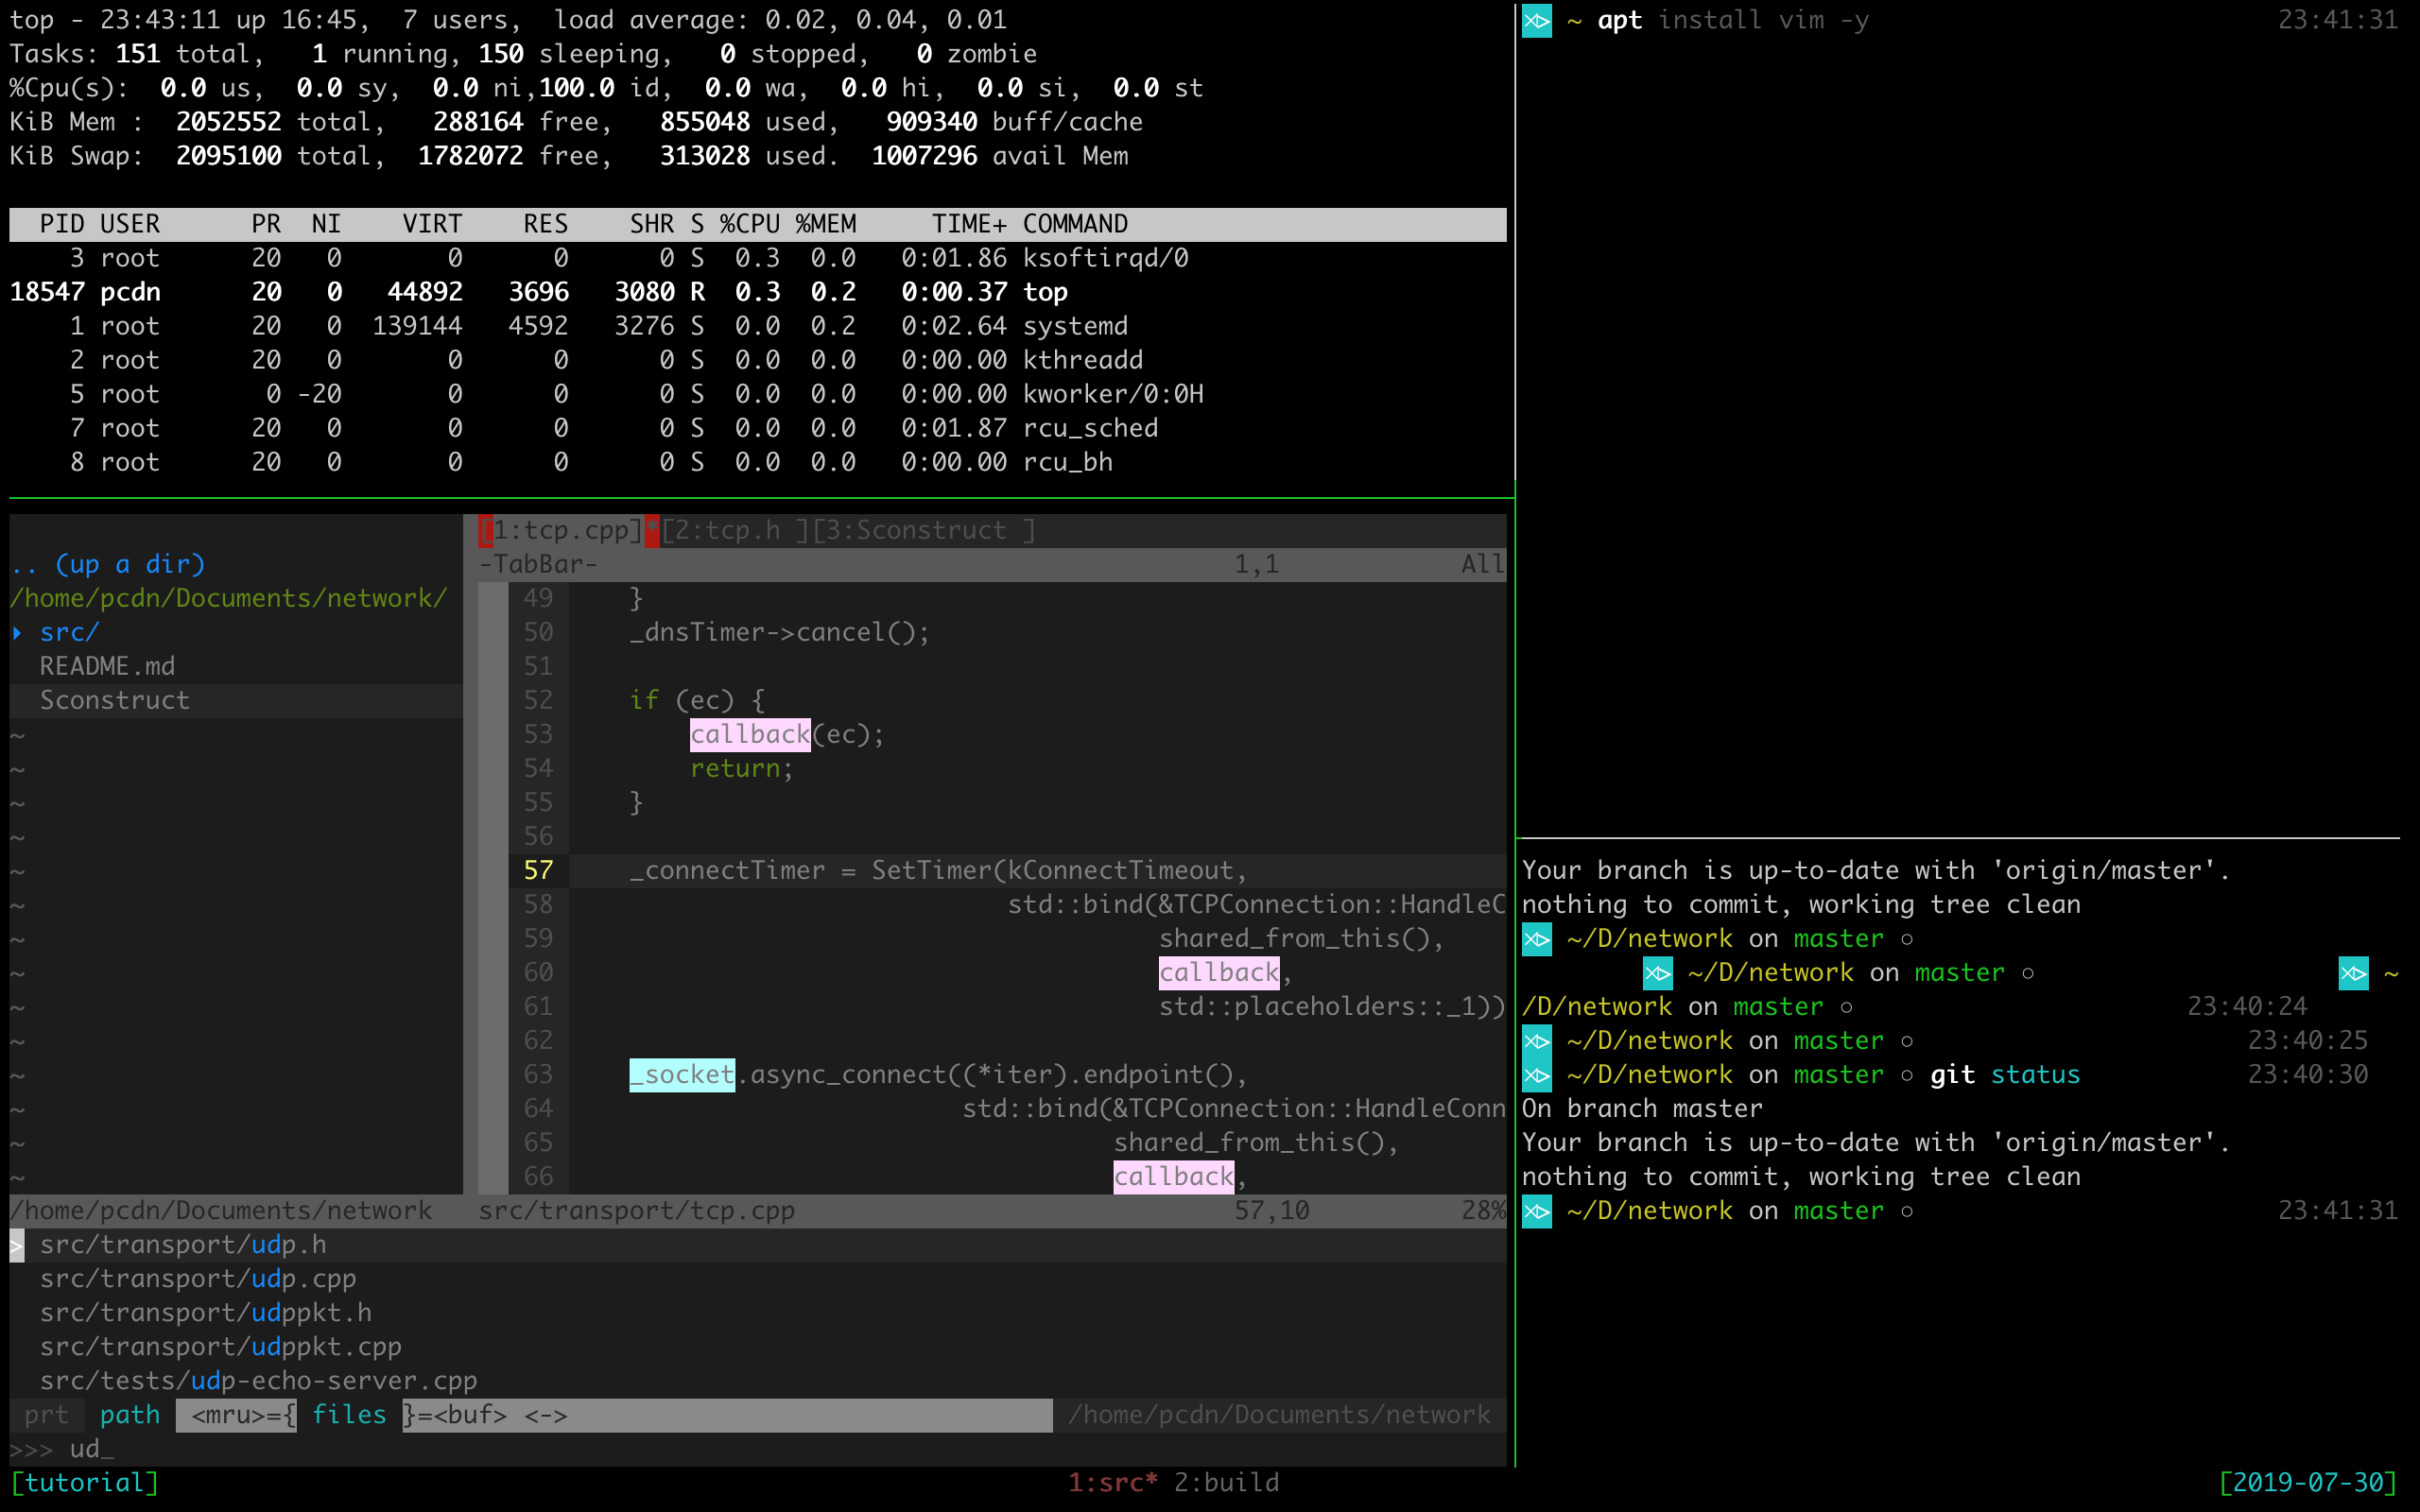 top - 23:43:11 up 16:45,  7 users,  load average: 0.02, 0.04, 0.01
Tasks: 151 total,   1 running, 150 sleeping,   0 stopped,   0 zombie
%Cpu(s):  0.0 us,  0.0 sy,  0.0 ni,100.0 id,  0.0 wa,  0.0 hi,  0.0 si,  0.0 st
KiB Mem :  2052552 total,   288164 free,   855048 used,   909340 buff/cache
KiB Swap:  2095100 total,  1782072 free,   313028 used.  1007296 avail Mem
PID USER      PR  NI    VIRT    RES    SHR S %CPU %MEM     TIME+ COMMAND
3 root      20   0       0      0      0 S  0.3  0.0   0:01.86 ksoftirqd/0
18547 pcdn      20   0   44892   3696   3080 R  0.3  0.2   0:00.37 top
1 root      20   0  139144   4592   3276 S  0.0  0.2   0:02.64 systemd
2 root      20   0       0      0      0 S  0.0  0.0   0:00.00 kthreadd
5 root       0 -20       0      0      0 S  0.0  0.0   0:00.00 kworker/0:0H
7 root      20   0       0      0      0 S  0.0  0.0   0:01.87 rcu_sched
8 root      20   0       0      0      0 S  0.0  0.0   0:00.00 rcu_bh
.. (up a dir)
/home/pcdn/Documents/network/
▸ src/
README.md
Sconstruct
~
~
~
~
~
~
~
~
~
~
~
~
~
~
/home/pcdn/Documents/network
[1:tcp.cpp]*[2:tcp.h ][3:Sconstruct ]
-TabBar-                                          1,1            All
49     }
50     _dnsTimer->cancel();
51
52     if (ec) {
53         callback(ec);
54         return;
55     }
56
57     _connectTimer = SetTimer(kConnectTimeout,
58                              std::bind(&TCPConnection::HandleC
59                                        shared_from_this(),
60                                        callback,
61                                        std::placeholders::_1))
62
63     _socket.async_connect((*iter).endpoint(),
64                           std::bind(&TCPConnection::HandleConn
65                                     shared_from_this(),
66                                     callback,
src/transport/tcp.cpp                             57,10          28%
> src/transport/udp.h
src/transport/udp.cpp
src/transport/udppkt.h
src/transport/udppkt.cpp
src/tests/udp-echo-server.cpp
prt  path  <mru>={ files }=<buf> <->  /home/pcdn/Documents/network
>>> ud_
~ apt install vim -y 23:41:31
Your branch is up-to-date with 'origin/master'.
nothing to commit, working tree clean
~/D/network on master ○
~/D/network on master ○ ~
/D/network on master ○ 23:40:24
~/D/network on master ○ 23:40:25
~/D/network on master ○ git status 23:40:30
On branch master
Your branch is up-to-date with 'origin/master'.
nothing to commit, working tree clean
~/D/network on master ○ 23:41:31
[tutorial] 1:src* 2:build [2019-07-30]